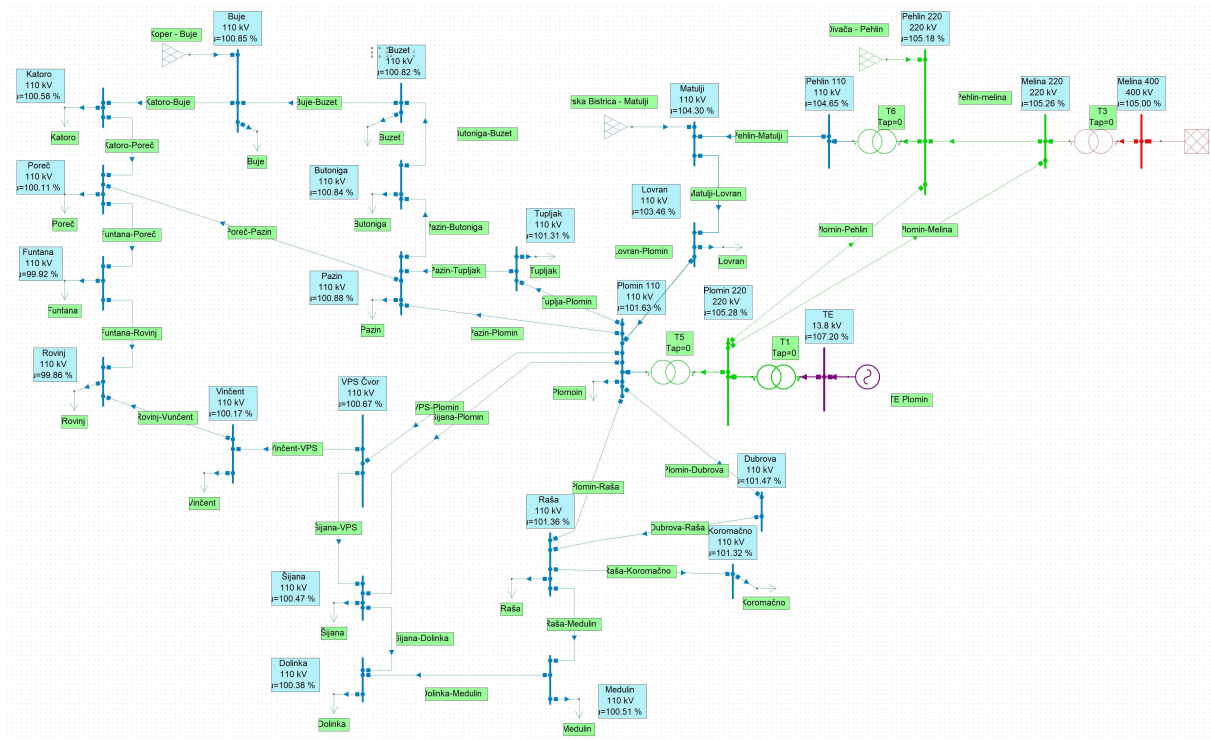 Buje
110 kV
u=100.85 %
Koper - Buje
Buzet
110 kV
u=100.82 %
Katoro
110 kV
u=100.58 %
Katoro-Buje
Buje-Buzet
Katoro
Katoro-Poreč
Buje
Buzet
Butoniga-Buzet
Poreč
110 kV
u=100.11 %
Poreč
Butoniga
110 kV
u=100.84 %
Butoniga
Pazin-Butoniga
Funtana-Poreč
Poreč-Pazin
Tupljak
110 kV
u=101.31 %
Tupljak
Pazin-Tupljak
Tuplja-Plomin
Funtana
110 kV
u=99.92 %
Funtana
Pazin
110 kV
u=100.88 %
Pazin
Pazin-Plomin
Funtana-Rovinj
Rovinj
110 kV
u=99.86 %
Rovinj
Rovinj-Vunčent
Vinčent
110 kV
u=100.17 %
Vinčent
Vinčent-VPS
VPS Čvor
110 kV
u=100.67 %
VPS-Plomin
Šijana-Plomin
Šijana-VPS
Šijana
110 kV
u=100.47 %
Šijana
Šijana-Dolinka
Dolinka
110 kV
u=100.38 %
Dolinka
Dolinka-Medulin
Medulin
110 kV
u=100.51 %
Medulin
Raša-Medulin
Raša
110 kV
u=101.36 %
Raša
Raša-Koromačno
Koromačno
110 kV
u=101.32 %
Koromačno
Dubrova-Raša
Plomin-Raša
Plomin-Dubrova
Dubrova
110 kV
u=101.47 %
Pehlin 220
220 kV
u=105.18 %
Divača - Pehlin
Pehlin 110
110 kV
u=104.65 %
T6
Tap=0
Pehlin-melina
Melina 220
220 kV
u=105.26 %
T3
Tap=0
Melina 400
400 kV
u=105.00 %
Matulji
110 kV
u=104.30 %
rska Bistrica - Matulji
Pehlin-Matulji
Matulji-Lovran
Lovran
110 kV
u=103.46 %
Lovran
Lovran-Plomin
Plomin-Pehlin
Plomin-Melina
Plomin 110
110 kV
u=101.63 %
Plomin 220
220 kV
u=105.28 %
T5
Tap=0
T1
Tap=0
TE
13.8 kV
u=107.20 %
TE Plomin
Plomoin